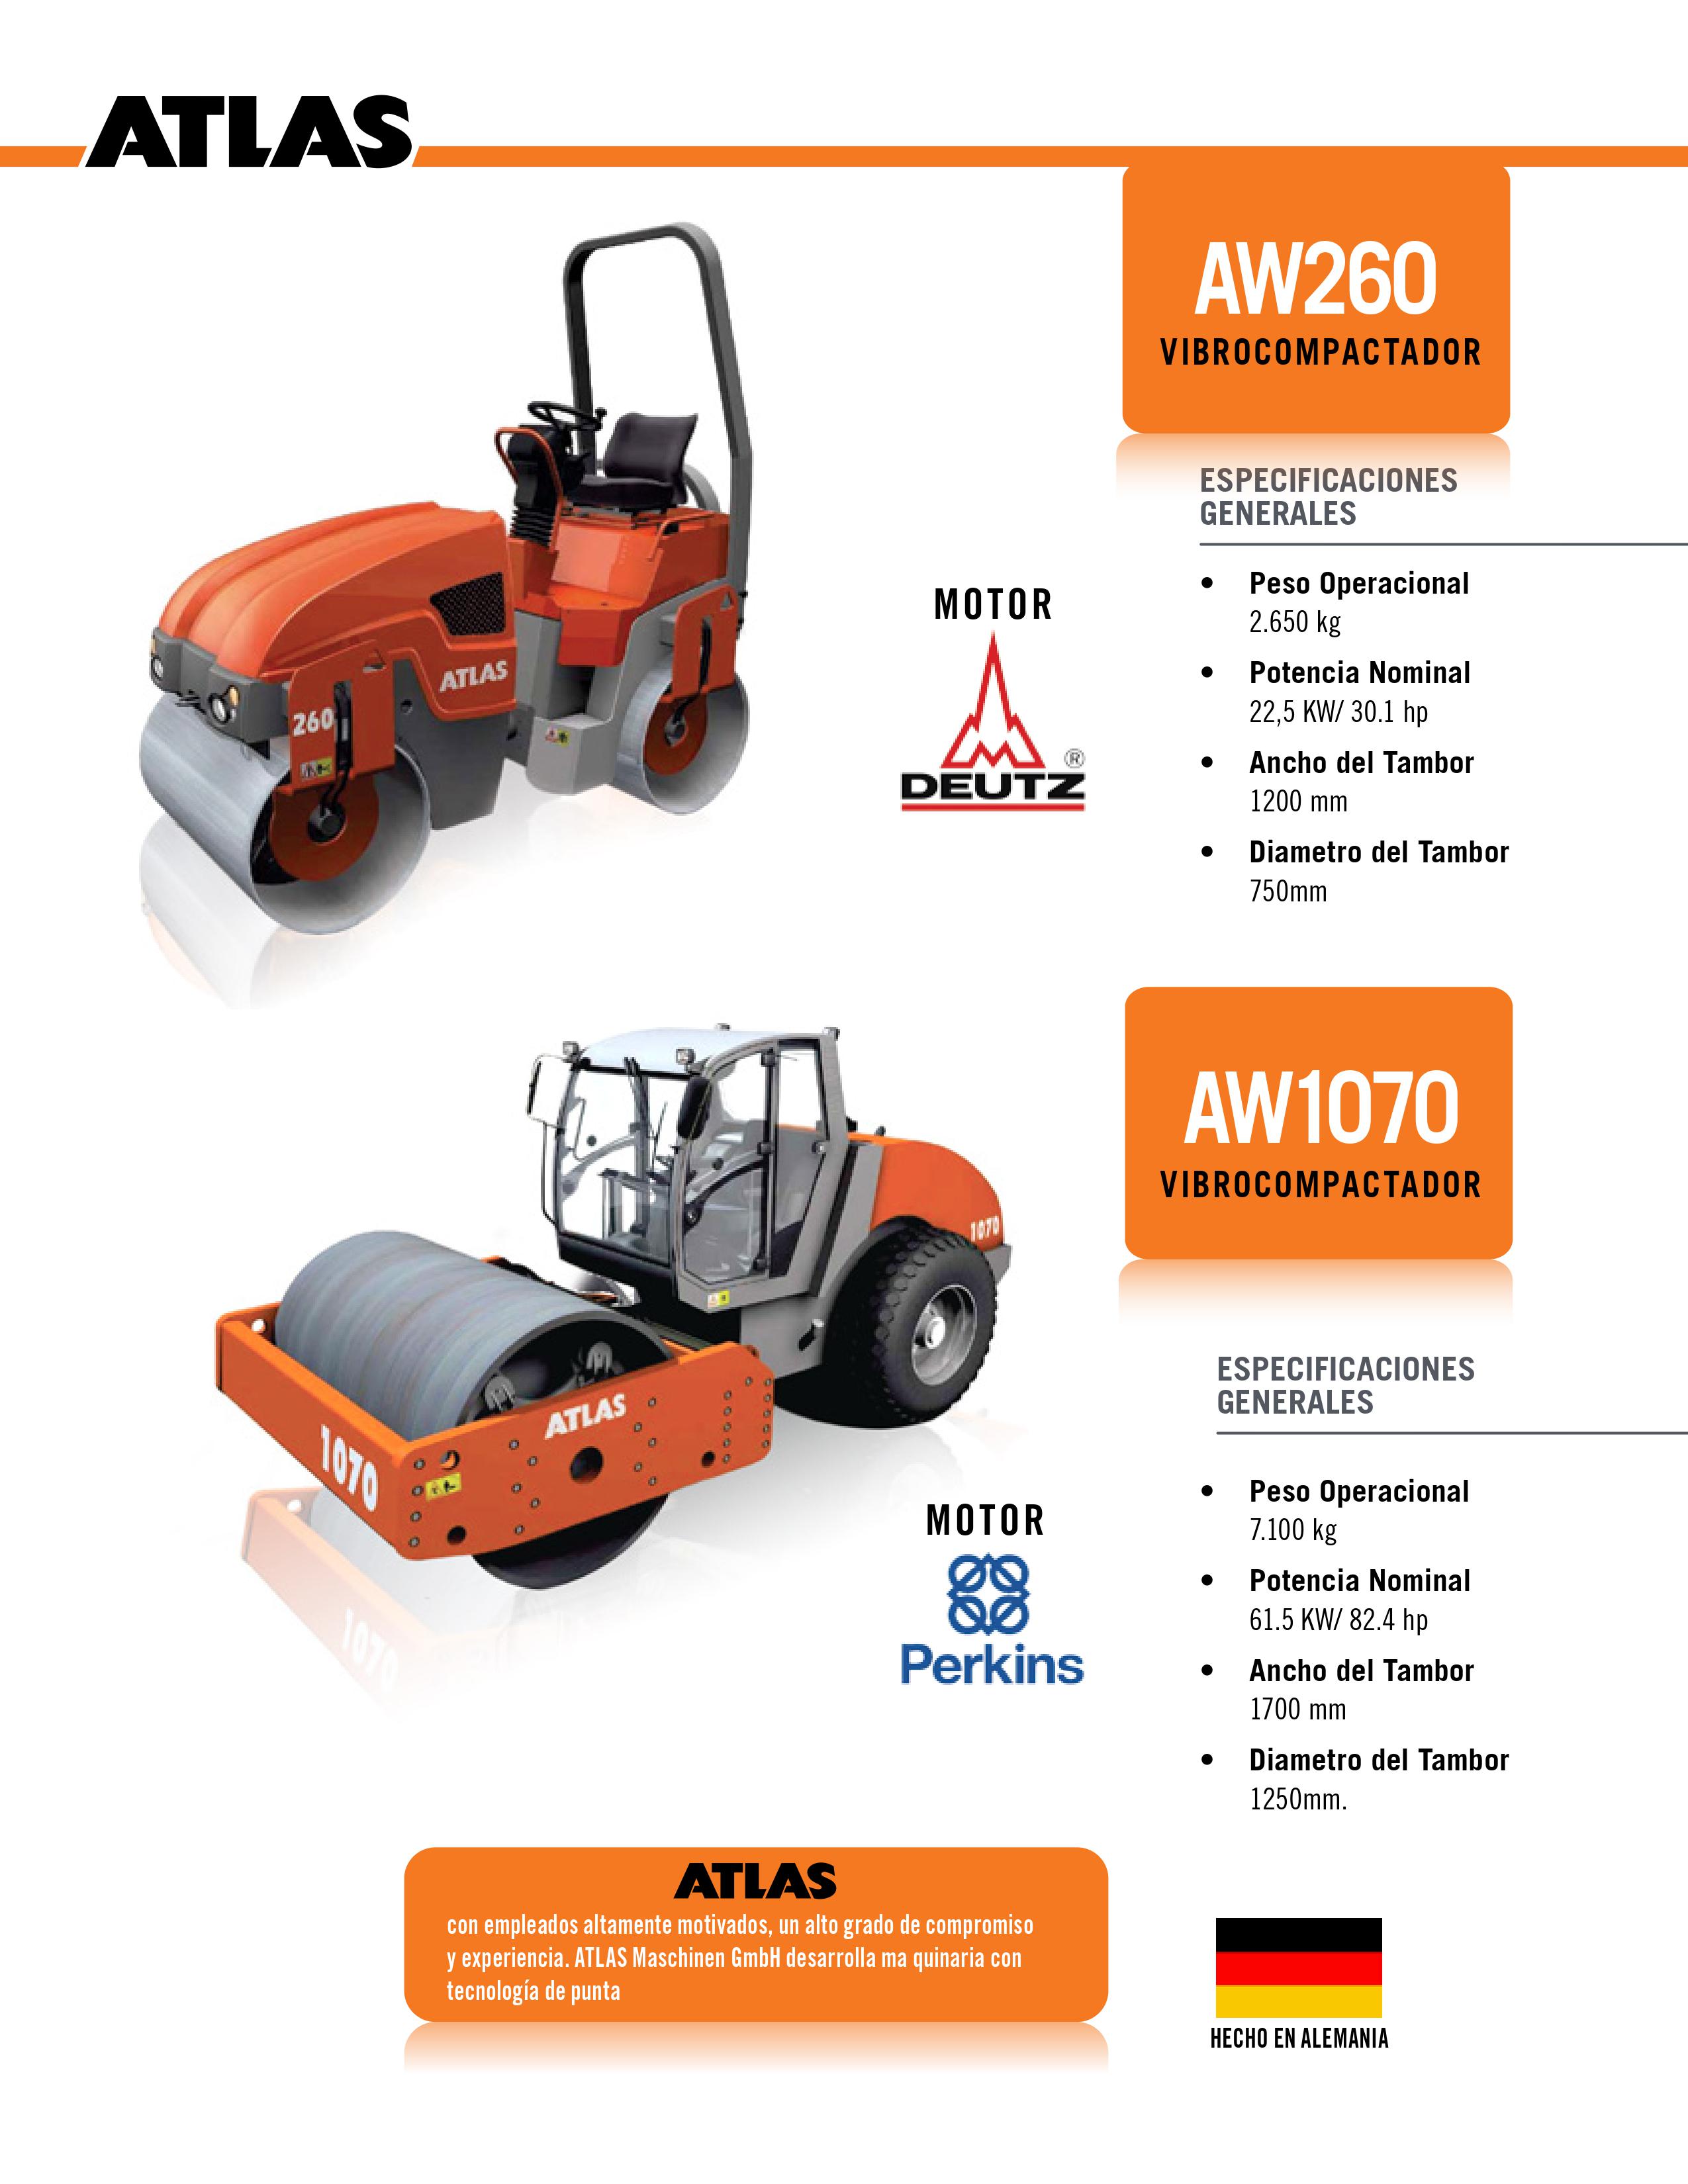 ATLAS
AW260
VIBROCOMPACTADOR
ESPECIFICACIONES
GENERALES
• Peso Operacional
2.650 kg
• Potencia Nominal
22,5 KW/ 30.1 hp
• Ancho del Tambor
1200 mm
• Diametro del Tambor
750mm
MOTOR
DEUTZ
®
ATLAS
260
AW1070
VIBROCOMPACTADOR
ESPECIFICACIONES
GENERALES
• Peso Operacional
7.100 kg
• Potencia Nominal
61.5 KW/ 82.4 hp
• Ancho del Tambor
1700 mm
• Diametro del Tambor
1250mm.
1070
ATLAS
1070
1070
MOTOR
Perkins
ATLAS
con empleados altamente motivados, un alto grado de compromiso
y experiencia. ATLAS Maschinen GmbH desarrolla ma quinaria con
tecnología de punta
HECHO EN ALEMANIA